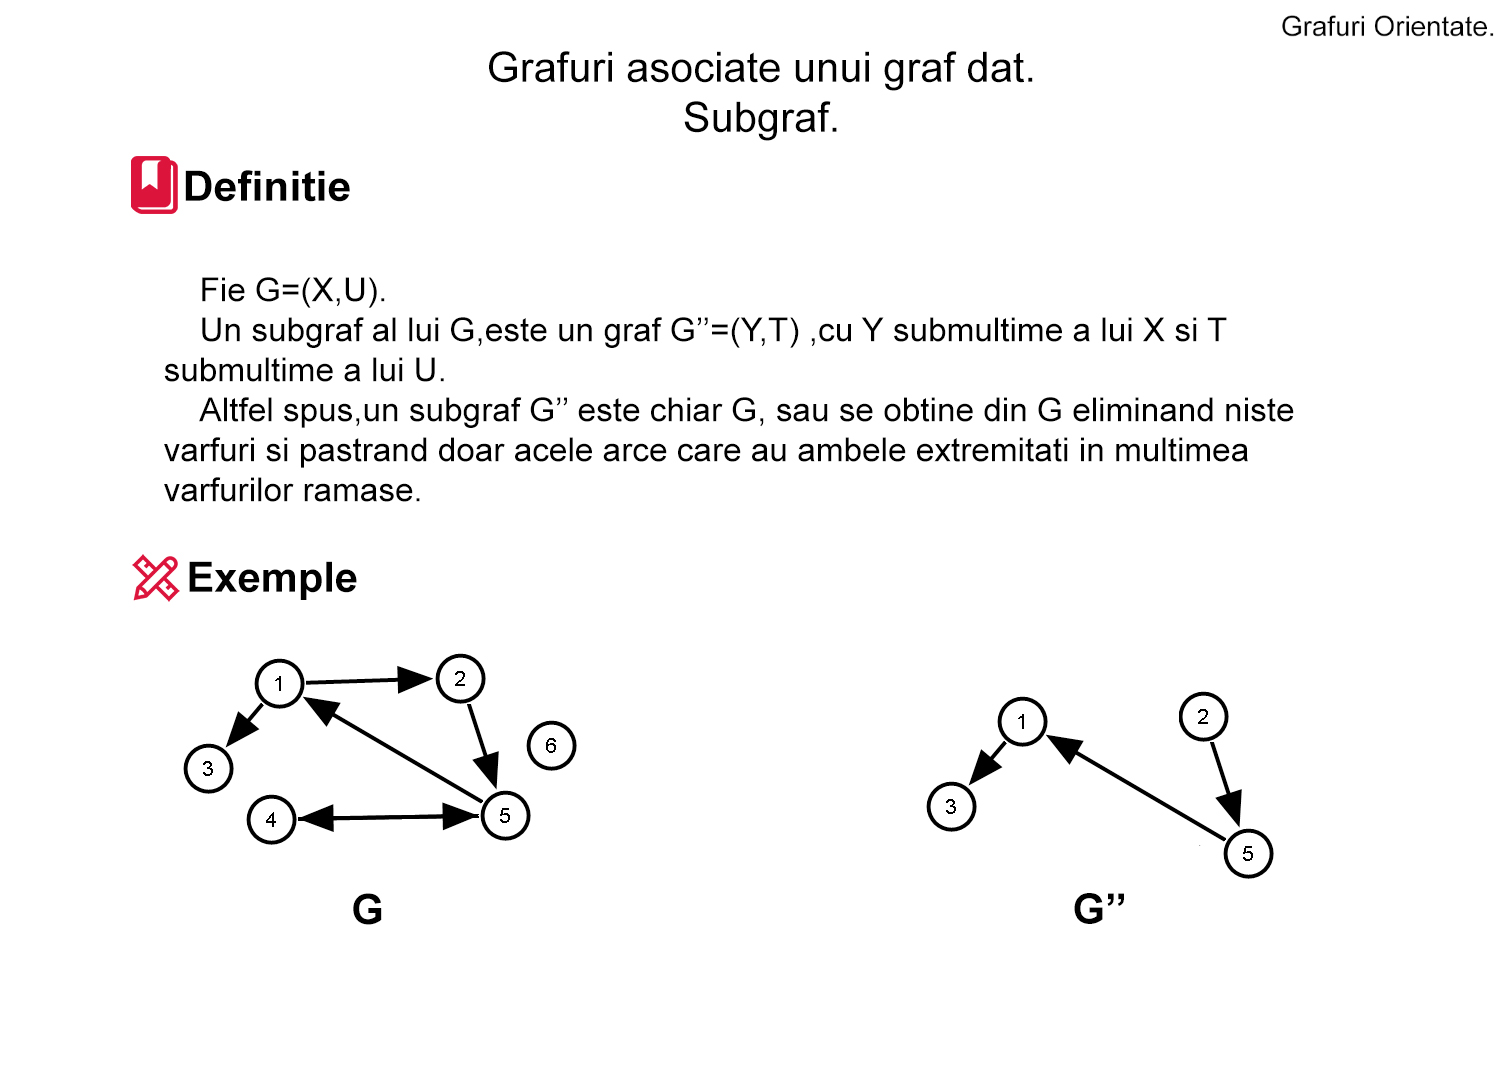 Grafuri Orientate.
Grafuri asociate unui graf dat.
Subgraf.
Definitie
Fie G=(X,U).
Un subgraf al lui G,este un graf G’’=(Y,T) ,cu Y submultime a lui X si T
submultime a lui U.
Altfel spus,un subgraf G’’ este chiar G, sau se obtine din G eliminand niste
varfuri si pastrand doar acele arce care au ambele extremitati in multimea
varfurilor ramase.
Exemple
1
2
6
3
4
5
G
1
2
3
5
G’’